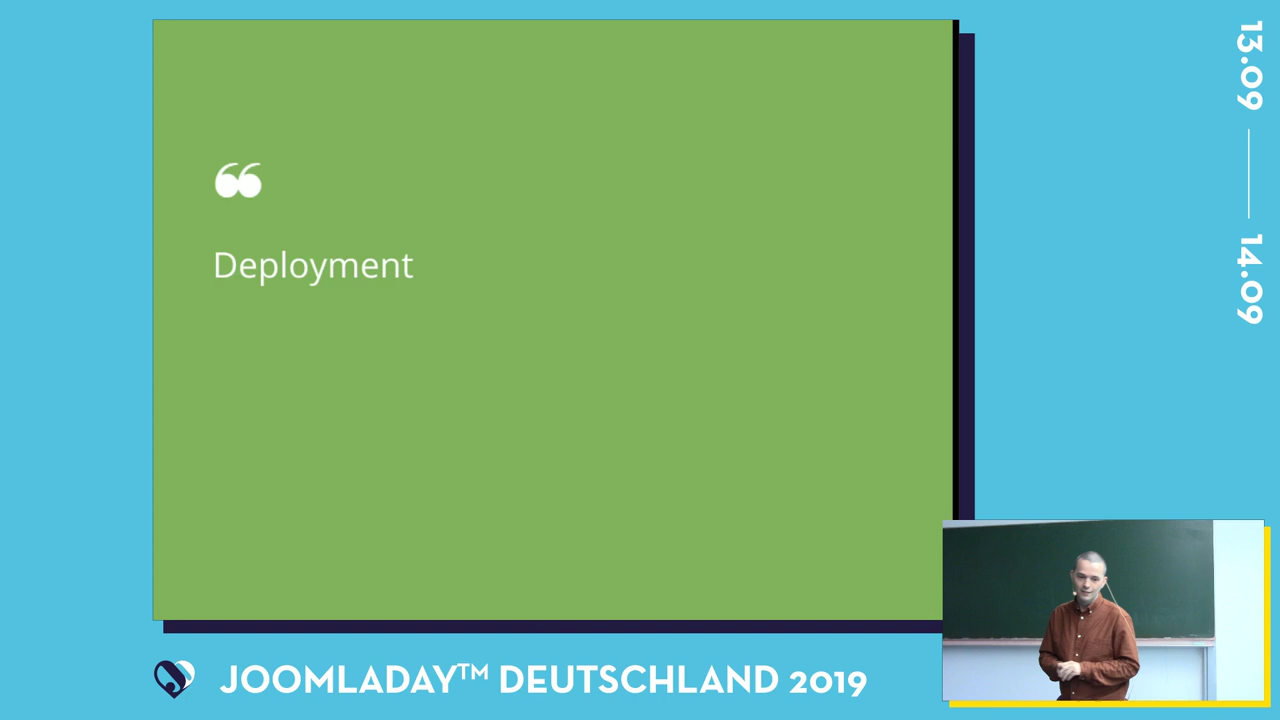 ❝
Deployment
13.09 — 14.09
JOOMLADAY™ DEUTSCHLAND 2019